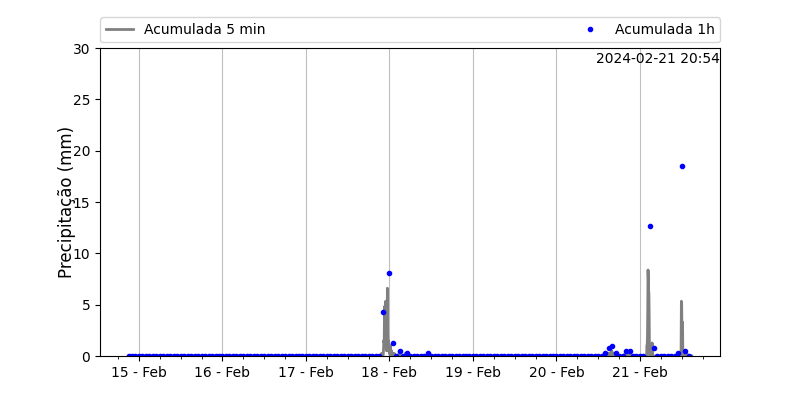 Acumulada 5 min
Acumulada 1h
2024-02-21 20:54
Precipitação (mm)
30
25
20
15
10
5
0
15 - Feb
16 - Feb
17 - Feb
18 - Feb
19 - Feb
20 - Feb
21 - Feb